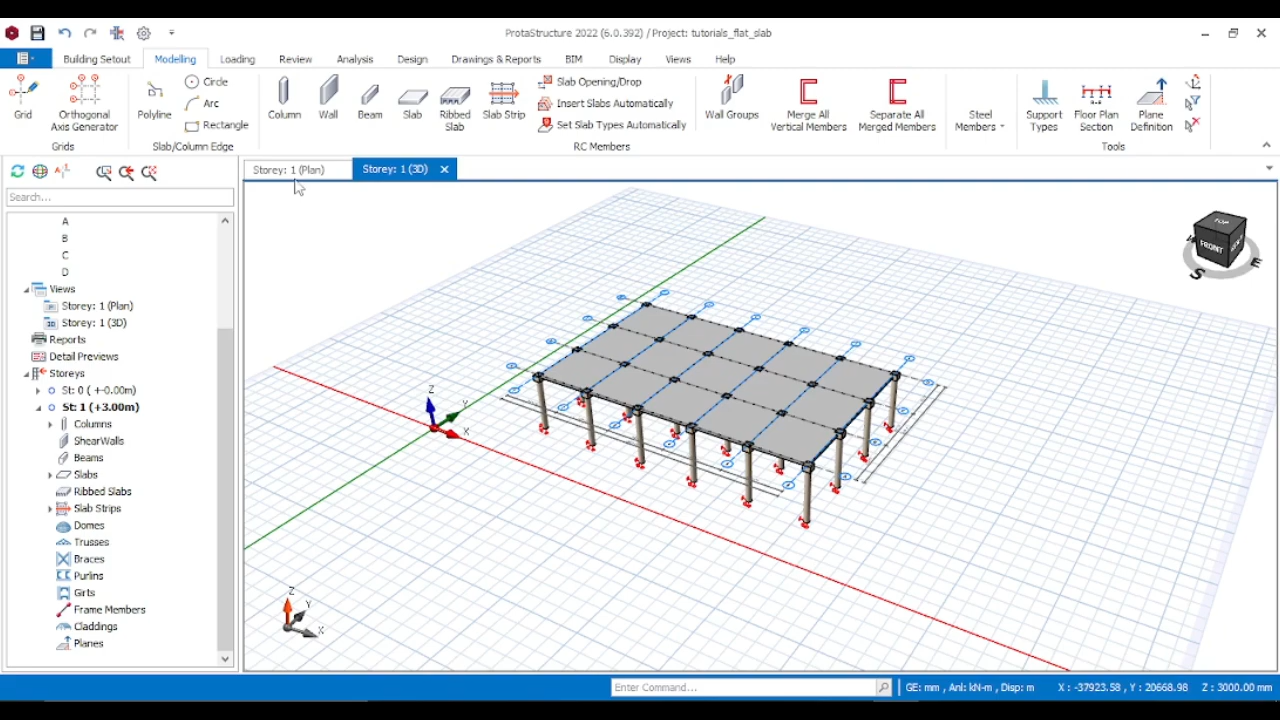 ProtaStructure 2022 (6.0.392) / Project: tutorials_flat_slab
Building Setout Modelling Loading Review Analysis Design Drawings & Reports BIM Display Views Help
Grid
Orthogonal
Axis Generator
Grids
Polyline
Circle
Arc
Rectangle
Slab/Column Edge
Column
Wall
Beam
Slab
Ribbed
Slab
Slab Strip
Slab Opening/Drop
Insert Slabs Automatically
Set Slab Types Automatically
RC Members
Wall Groups
Merge All
Vertical Members
Separate All
Merged Members
Steel
Members
Support
Types
Floor Plan
Section
Plane
Definition
Tools
Search...
A
B
C
D
Views
Storey: 1 (Plan)
Storey: 1 (3D)
Reports
Detail Previews
Storeys
St: 0 ( +-0.00m)
St: 1 (+3.00m)
Columns
ShearWalls
Beams
Slabs
Ribbed Slabs
Slab Strips
Domes
Trusses
Braces
Purlins
Girts
Frame Members
Claddings
Planes
Storey: 1 (Plan)
Storey: 1 (3D)
TOP
FRONT
S
E
Z
Y
X
Z
Y
X
Enter Command...
GE: mm , Anl: kN-m , Disp: m
X : -37923.58 , Y : 20668.98
Z : 3000.00 mm